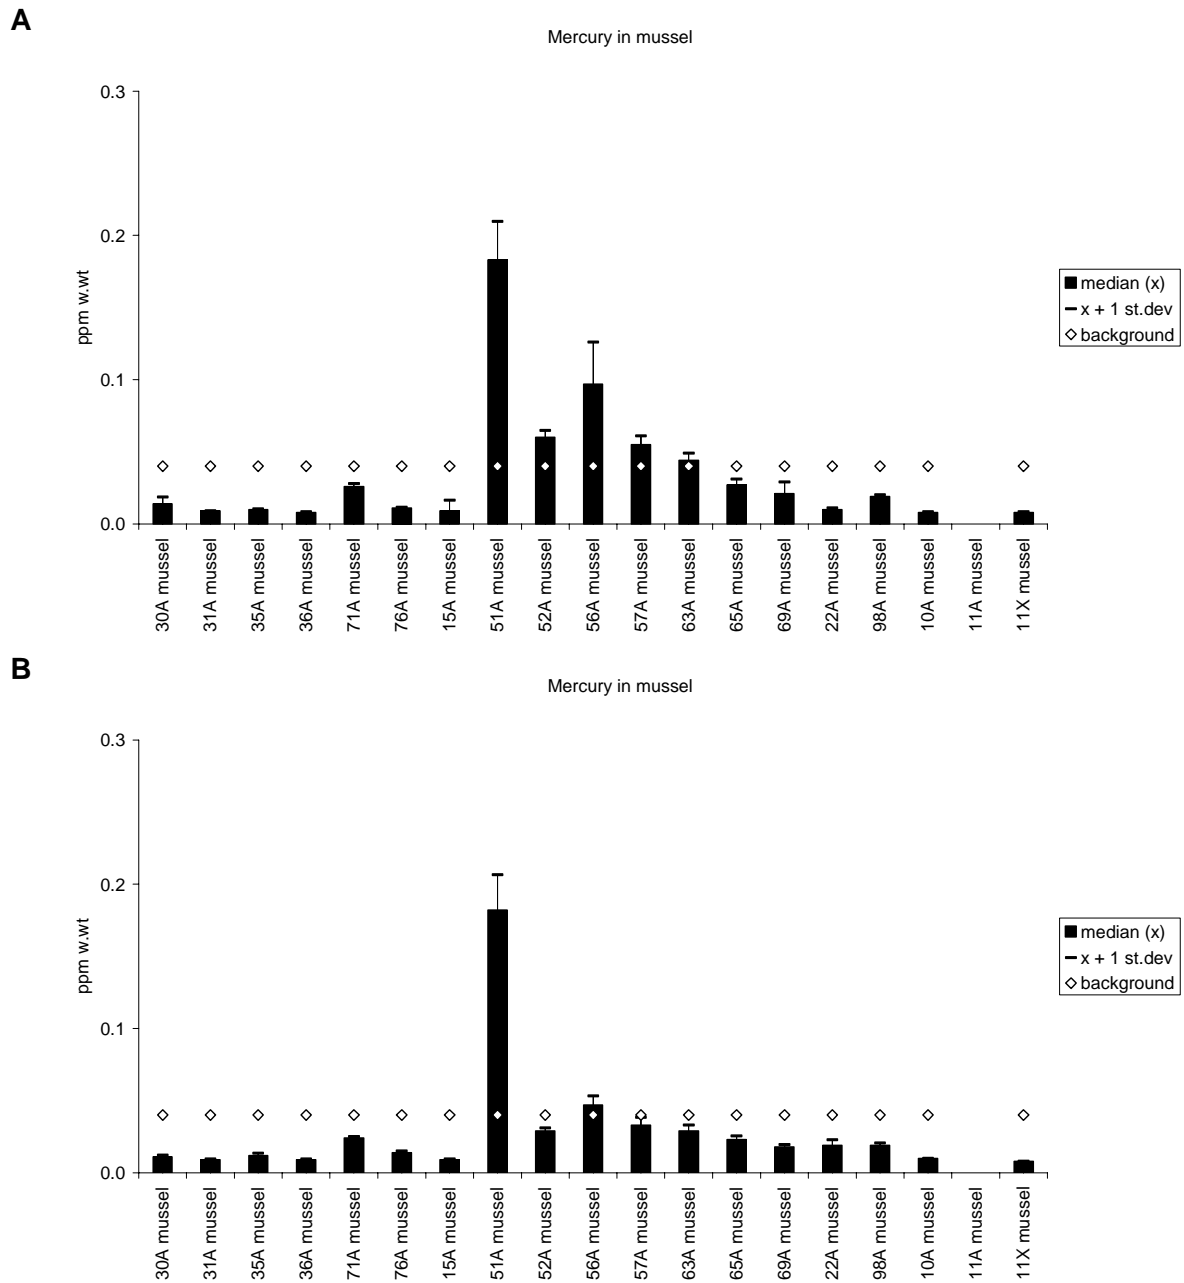 A
Mercury in mussel
0.3
0.2
0.1
0.0
ppm w.wt
median (x)
x + 1 st.dev
background
30A mussel
31A mussel
35A mussel
36A mussel
71A mussel
76A mussel
15A mussel
51A mussel
52A mussel
56A mussel
57A mussel
63A mussel
65A mussel
69A mussel
22A mussel
98A mussel
10A mussel
11A mussel
11X mussel
B
Mercury in mussel
0.3
0.2
0.1
0.0
ppm w.wt
median (x)
x + 1 st.dev
background
30A mussel
31A mussel
35A mussel
36A mussel
71A mussel
76A mussel
15A mussel
51A mussel
52A mussel
56A mussel
57A mussel
63A mussel
65A mussel
69A mussel
22A mussel
98A mussel
10A mussel
11A mussel
11X mussel